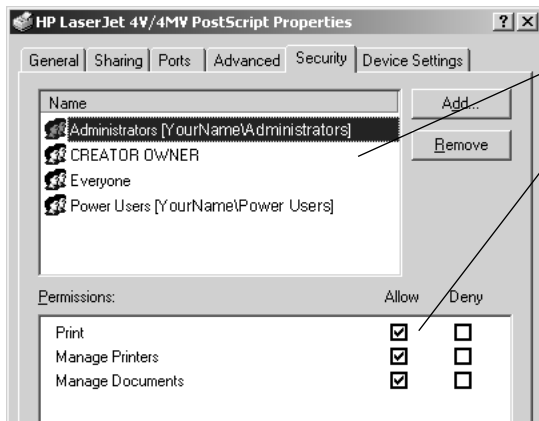 HP LaserJet 4V/4MV PostScript Properties
General Sharing Ports Advanced Security Device Settings
Name
Add...
Administrators [YourName\Administrators]
CREATOR OWNER
Remove
Everyone
Power Users [YourName\Power Users]
Permissions: Allow Deny
Print
Manage Printers
Manage Documents